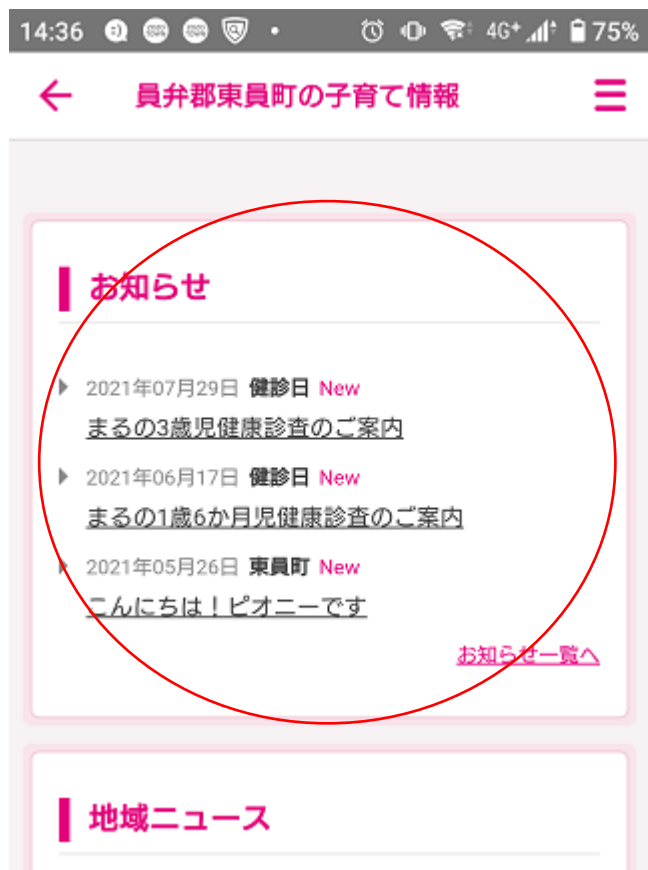 14:36 4G+ 75%
員弁郡東員町の子育て情報
お知らせ
2021年07月29日 健診日 New
まるの3歳児健康診査のご案内
2021年06月17日 健診日 New
まるの1歳6か月児健康診査のご案内
2021年05月26日 東員町 New
こんにちは！ピオニーです
お知らせ一覧へ
地域ニュース